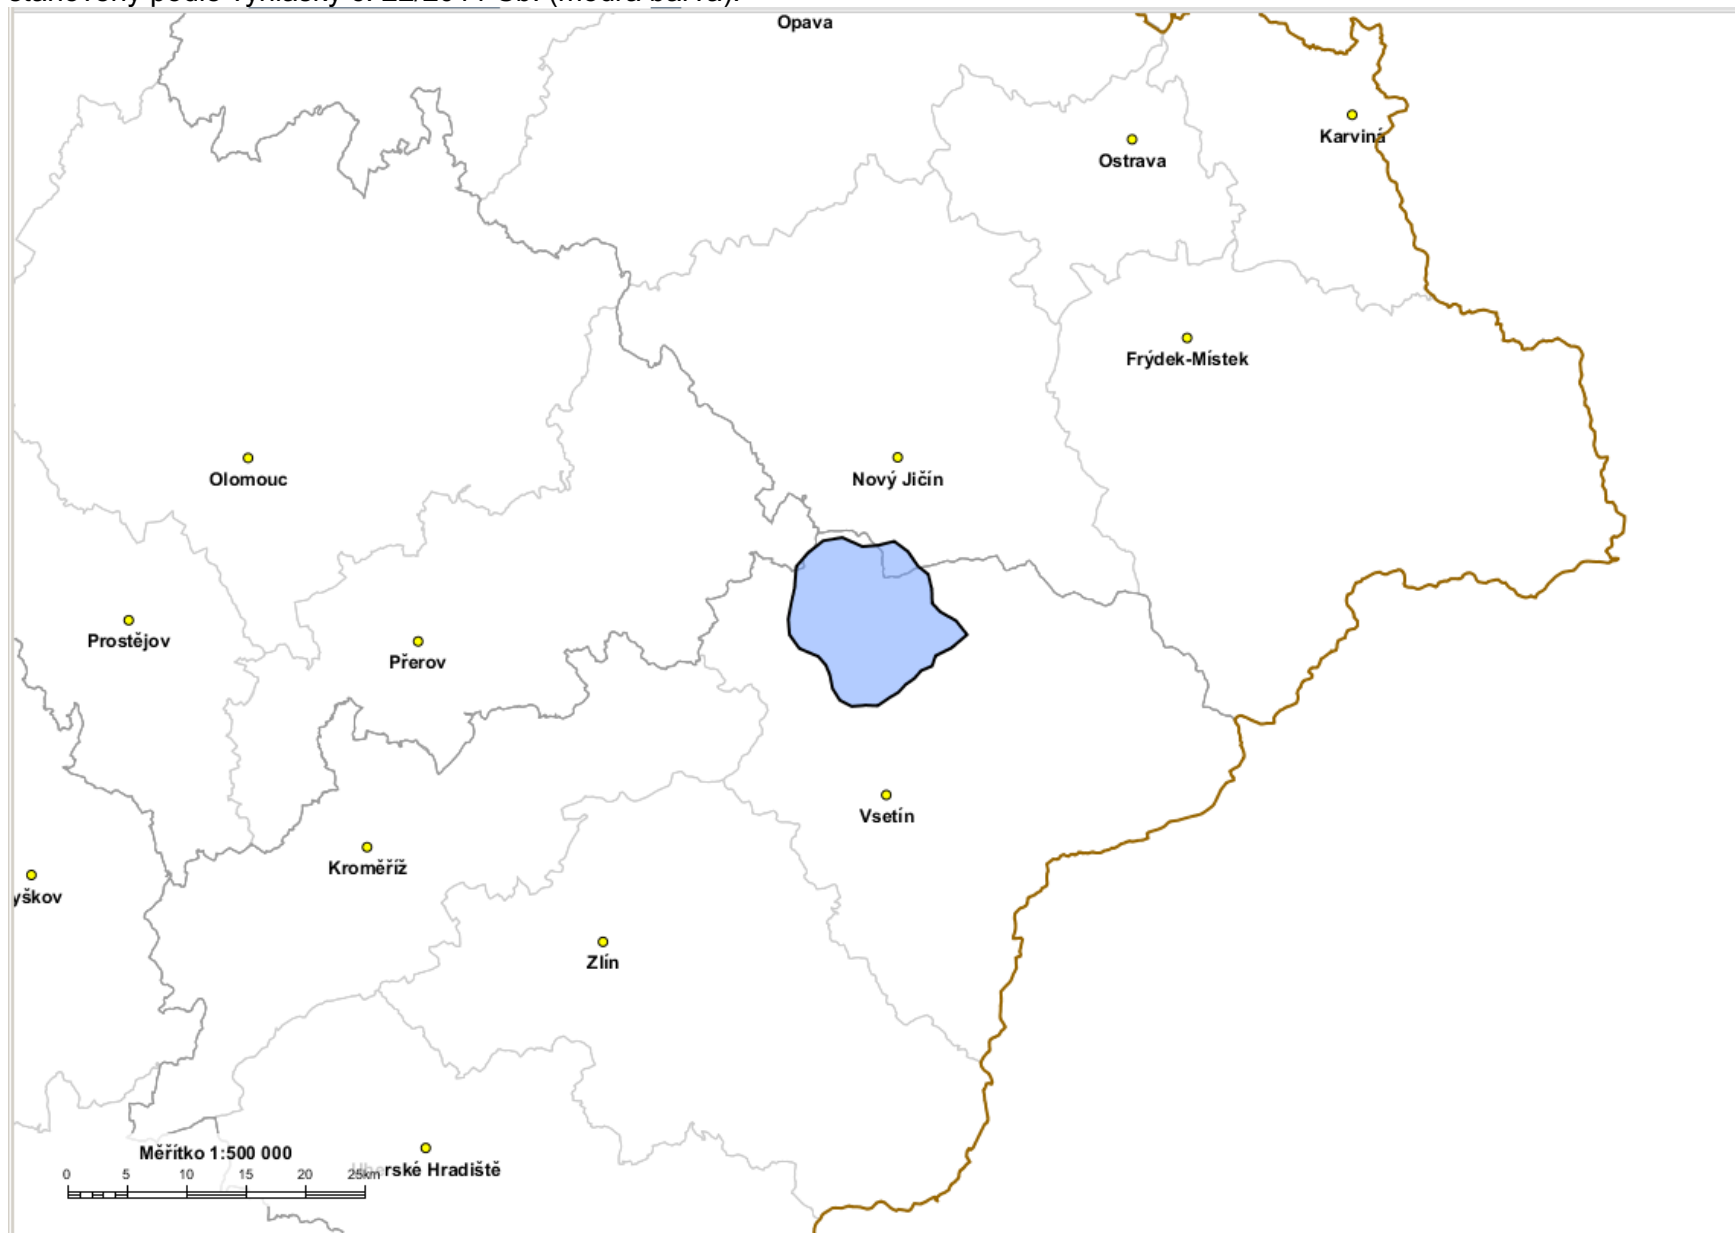 Opava
Karviná
Ostrava
Frýdek-Místek
Olomouc
Nový Jičín
Prostějov
Přerov
Vsetín
Kroměříž
yškov
Zlín
Měřítko 1:500 000
0 5 10 15 20 25km
rské Hradiště